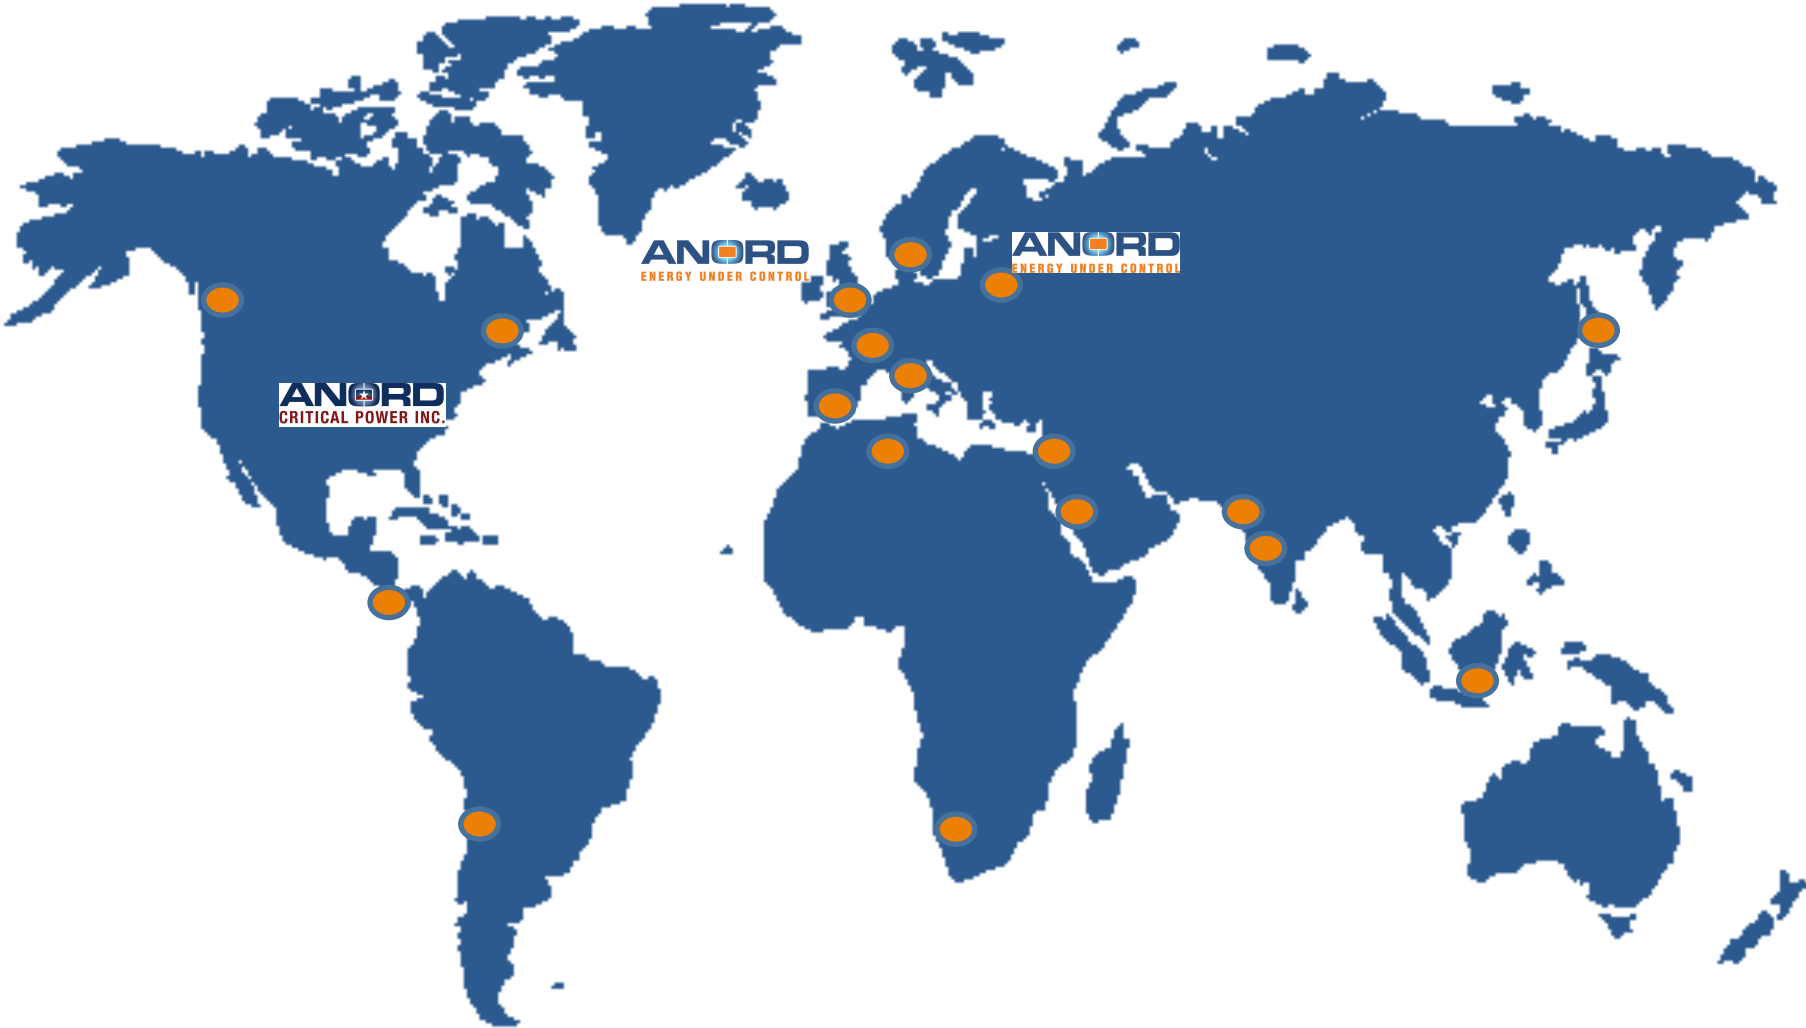 ANORD
ENERGY UNDER CONTROL
ANORD
ENERGY UNDER CONTROL
ANORD
CRITICAL POWER INC.